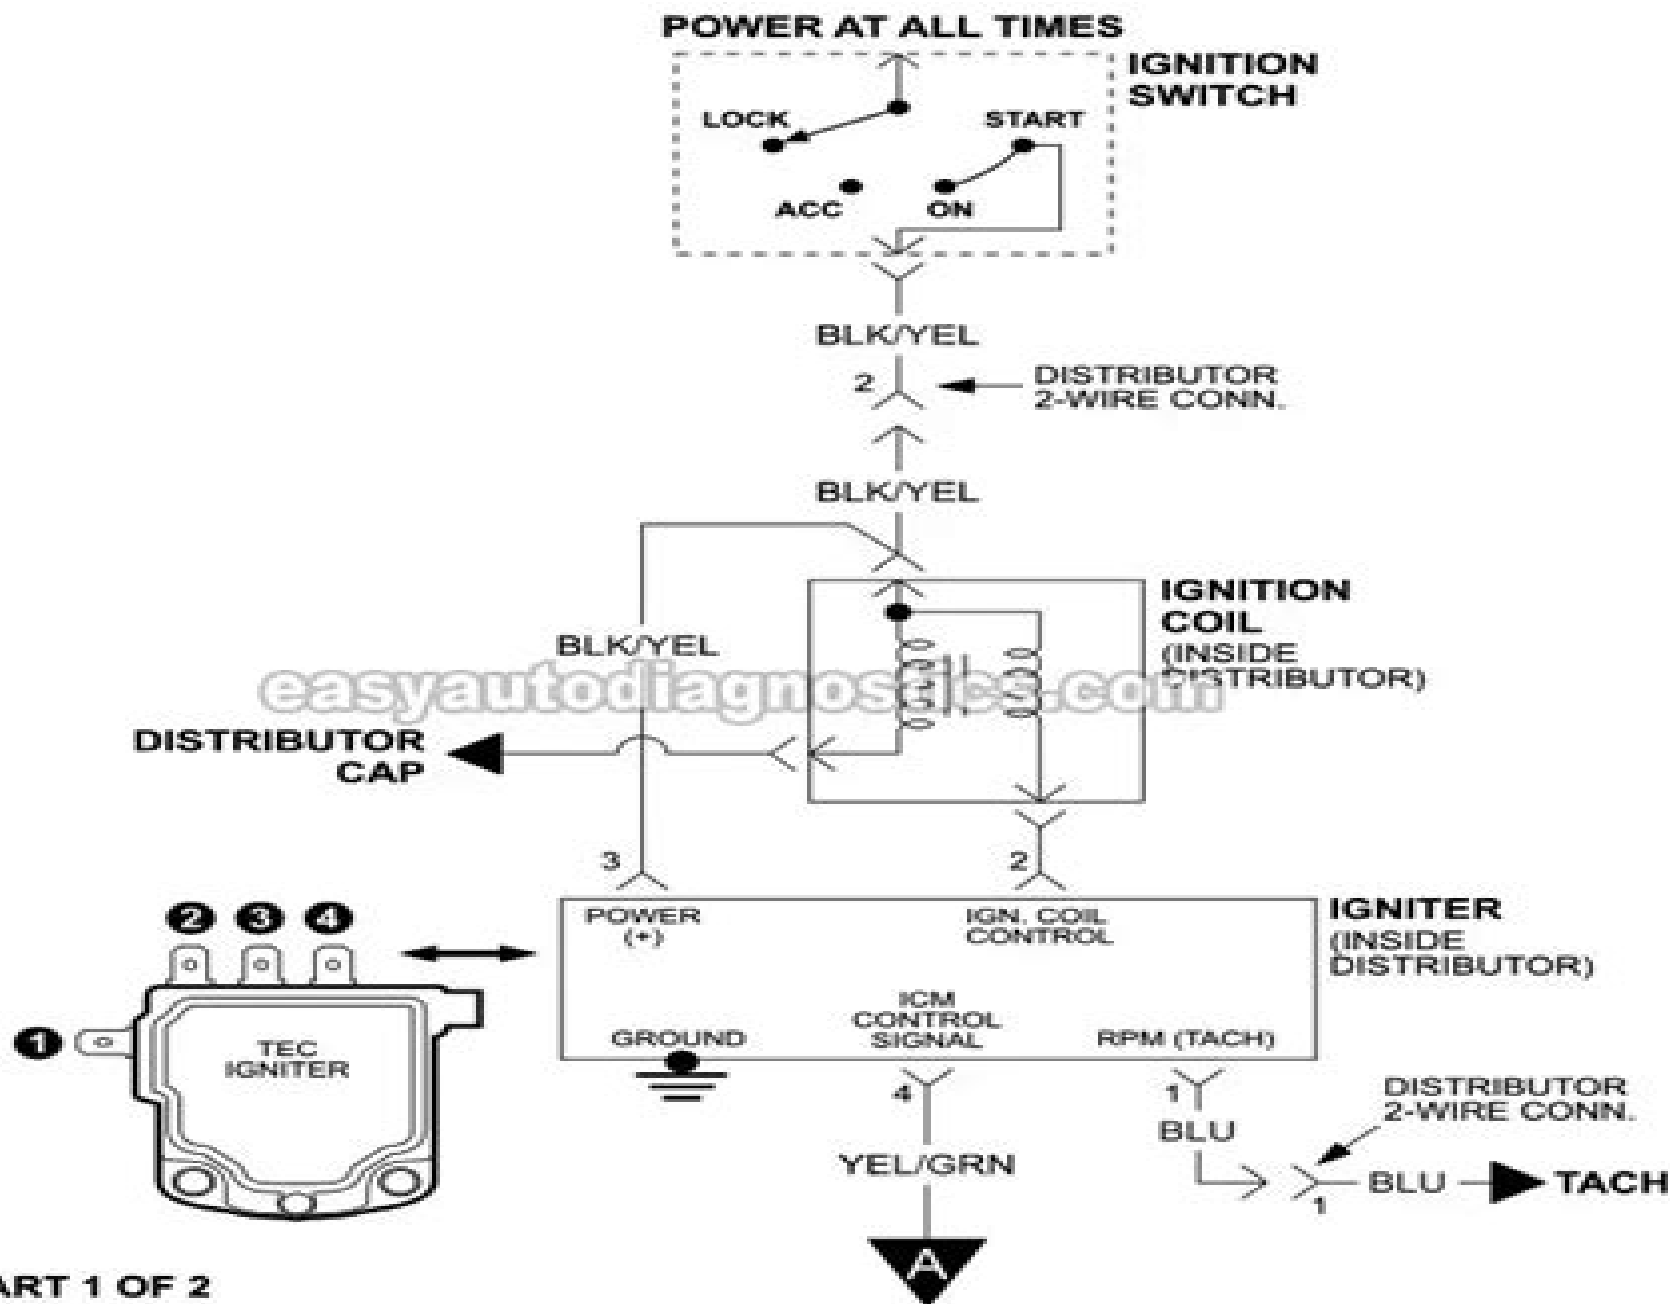 POWER AT ALL TIMES
IGNITION
SWITCH
LOCK
START
ACC
ON
BLK/YEL
2
DISTRIBUTOR
2-WIRE CONN.
BLK/YEL
IGNITION
COIL
(INSIDE
DISTRIBUTOR)
BLK/YEL
easyautodiagnostics.com
DISTRIBUTOR
CAP
3
2
2 3 4
POWER
(+)
IGN. COIL
CONTROL
IGNITER
(INSIDE
DISTRIBUTOR)
1
TEC
IGNITER
GROUND
ICM
CONTROL
SIGNAL
RPM (TACH)
4
1
DISTRIBUTOR
2-WIRE CONN.
BLU
YEL/GRN
BLU
TACH
1
A
ART 1 OF 2